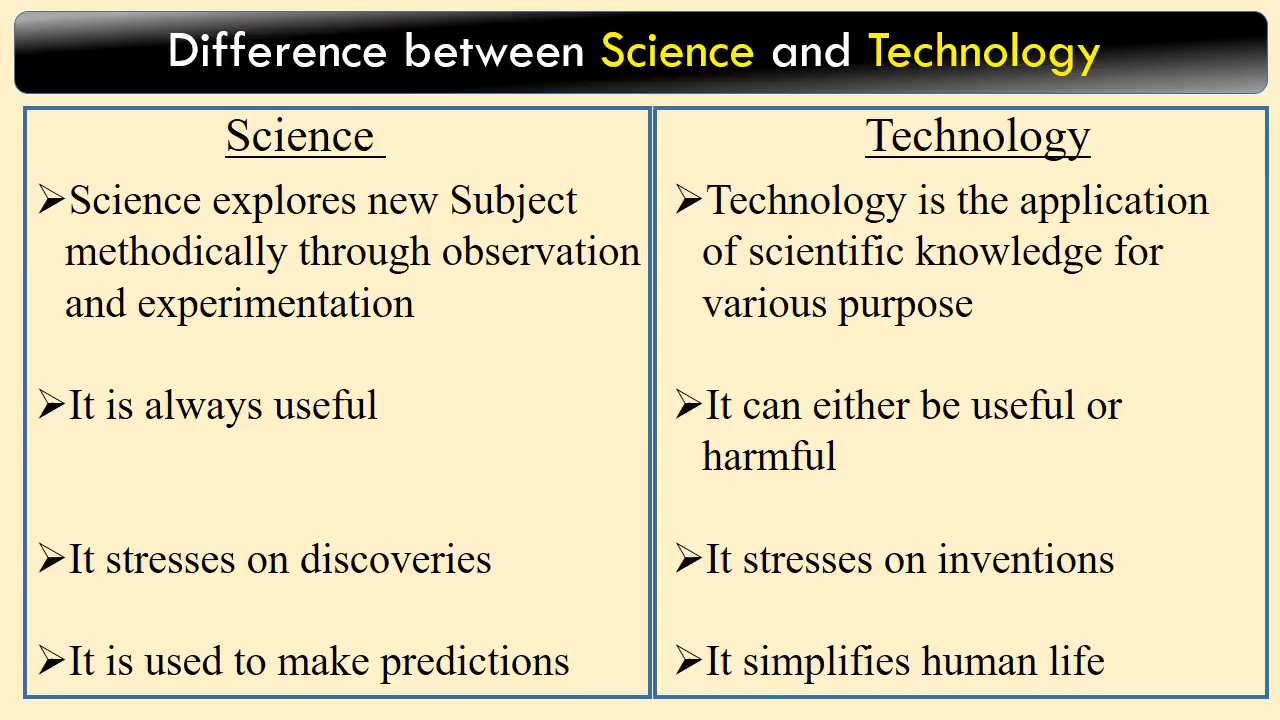 Difference between Science and Technology
Science
➢Science explores new Subject
methodically through observation
and experimentation
➢It is always useful
➢It stresses on discoveries
➢It is used to make predictions
Technology
➢Technology is the application
of scientific knowledge for
various purpose
➢It can either be useful or
harmful
➢It stresses on inventions
➢It simplifies human life